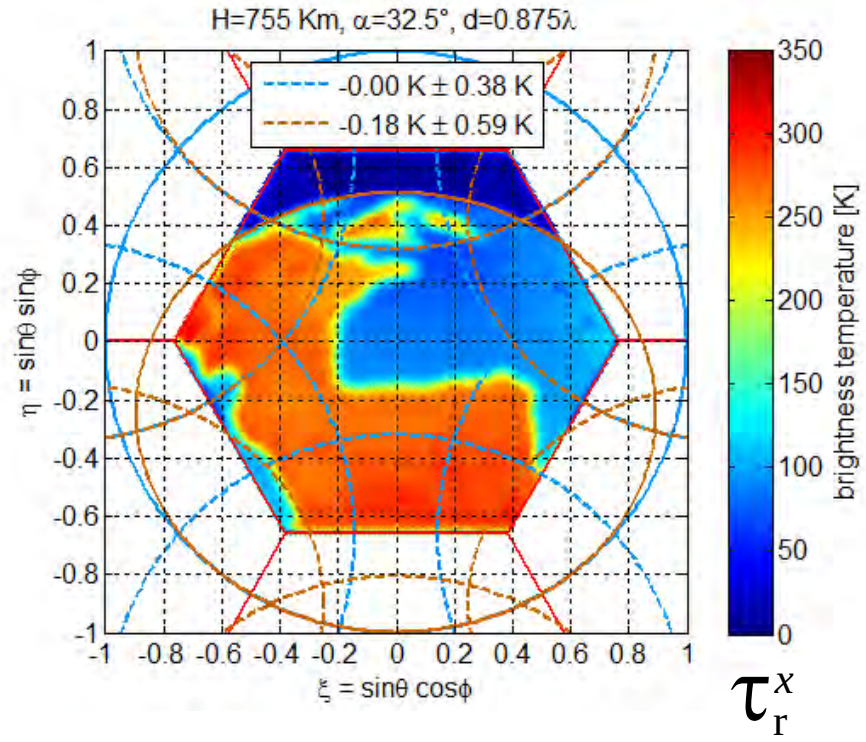 H=755 Km, α=32.5°, d=0.875λ
-0.00 K ± 0.38 K
-0.18 K ± 0.59 K
1
0.8
0.6
0.4
0.2
0
-0.2
-0.4
-0.6
-0.8
-1
η = sinθ sinφ
-1 -0.8 -0.6 -0.4 -0.2 0 0.2 0.4 0.6 0.8 1
ξ = sinθ cosφ
350
300
250
200
150
100
50
0
brightness temperature [K]
τ_r^x